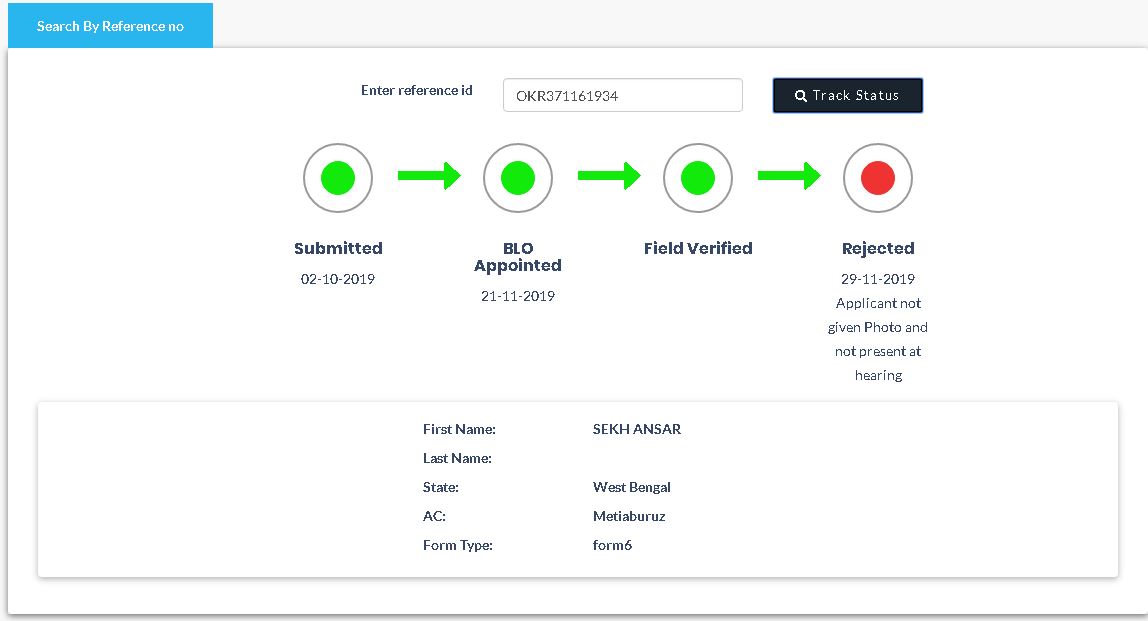 Search By Reference no
Enter reference id OKR371161934 Track Status
Submitted
02-10-2019
BLO
Appointed
21-11-2019
Field Verified
Rejected
29-11-2019
Applicant not
given Photo and
not present at
hearing
First Name: SEKH ANSAR
Last Name:
State: West Bengal
AC: Metiaburuz
Form Type: form6